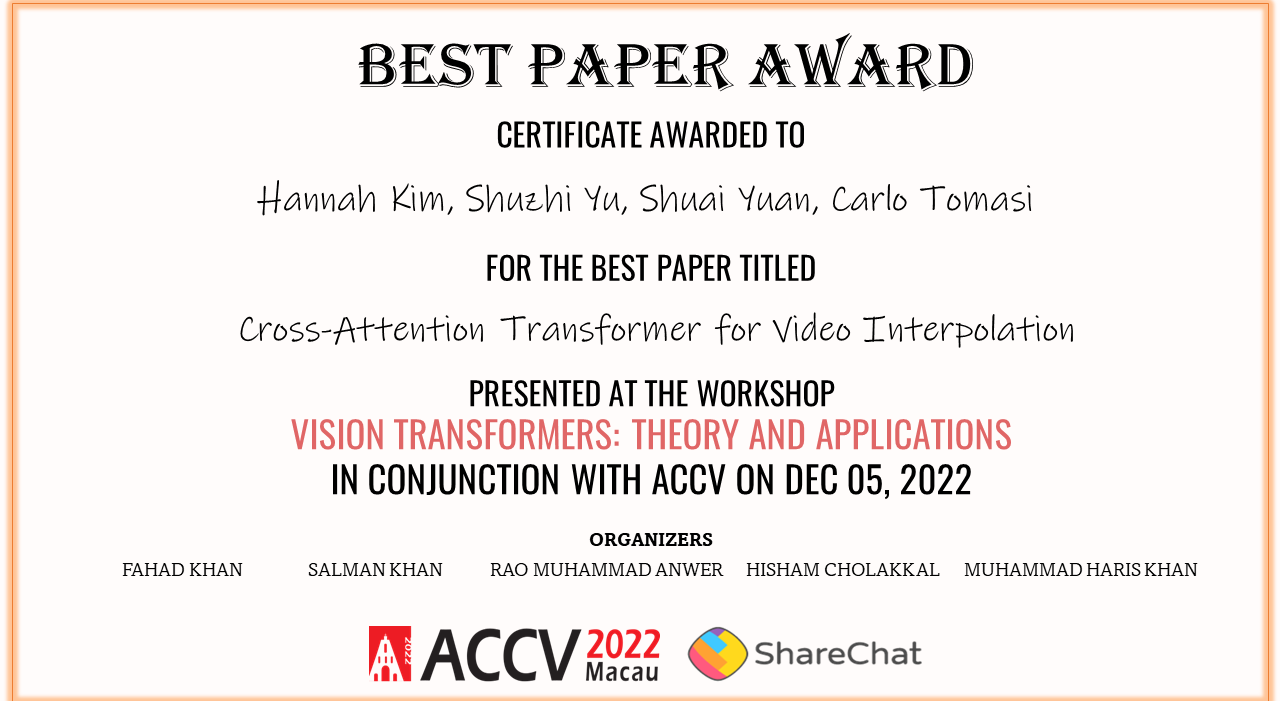 BEST PAPER AWARD
CERTIFICATE AWARDED TO
Hannah Kim, Shuzhi Yu, Shuai Yuan, Carlo Tomasi
FOR THE BEST PAPER TITLED
Cross-Attention Transformer for Video Interpolation
PRESENTED AT THE WORKSHOP
VISION TRANSFORMERS: THEORY AND APPLICATIONS
IN CONJUNCTION WITH ACCV ON DEC 05, 2022
ORGANIZERS
FAHAD KHAN SALMAN KHAN RAO MUHAMMAD ANWER HISHAM CHOLAKKAL MUHAMMAD HARIS KHAN
2022 ACCV 2022 Macau ShareChat